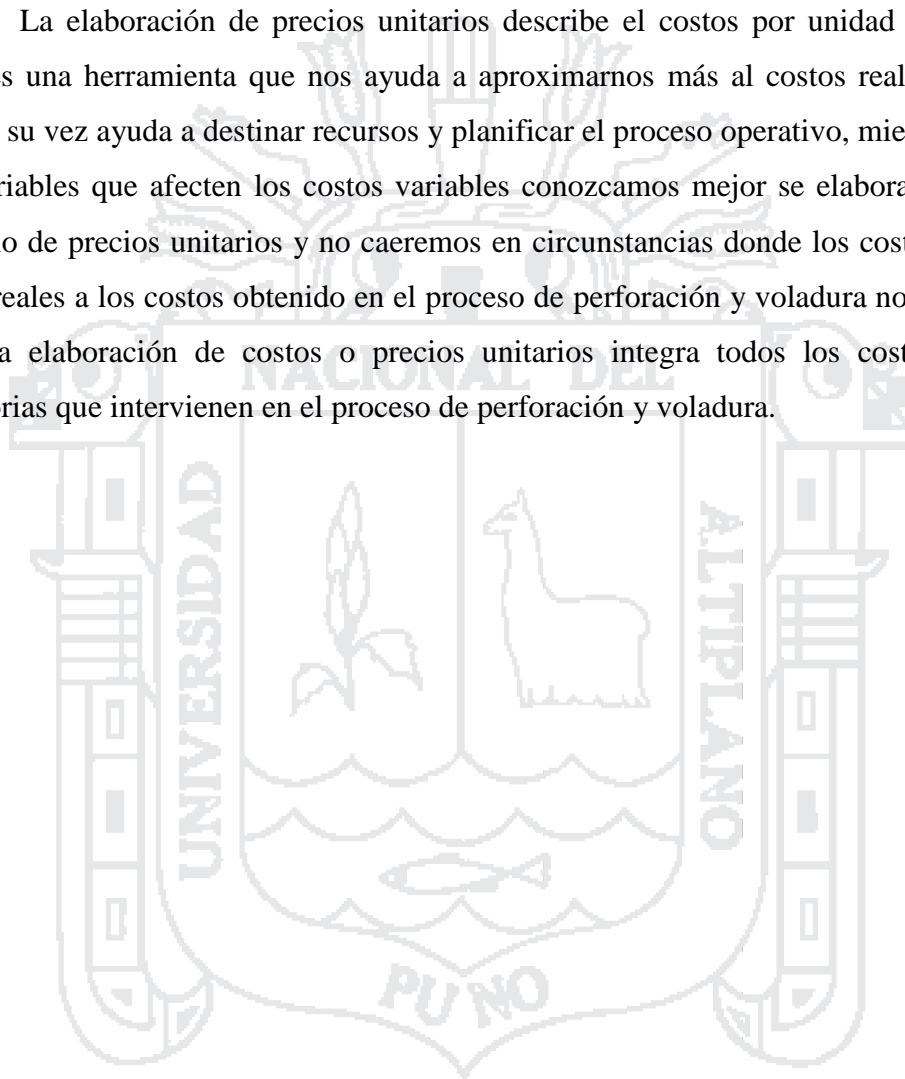 La elaboración de precios unitarios describe el costos por unidad
es una herramienta que nos ayuda a aproximarnos más al costos real
su vez ayuda a destinar recursos y planificar el proceso operativo, mie
riables que afecten los costos variables conozcamos mejor se elabora
o de precios unitarios y no caeremos en circunstancias donde los cost
reales a los costos obtenido en el proceso de perforación y voladura no
a elaboración de costos o precios unitarios integra todos los cost
orias que intervienen en el proceso de perforación y voladura.
NACIONAL DEL
UNIVERSIDAD
ALTIPLANO
PUNO